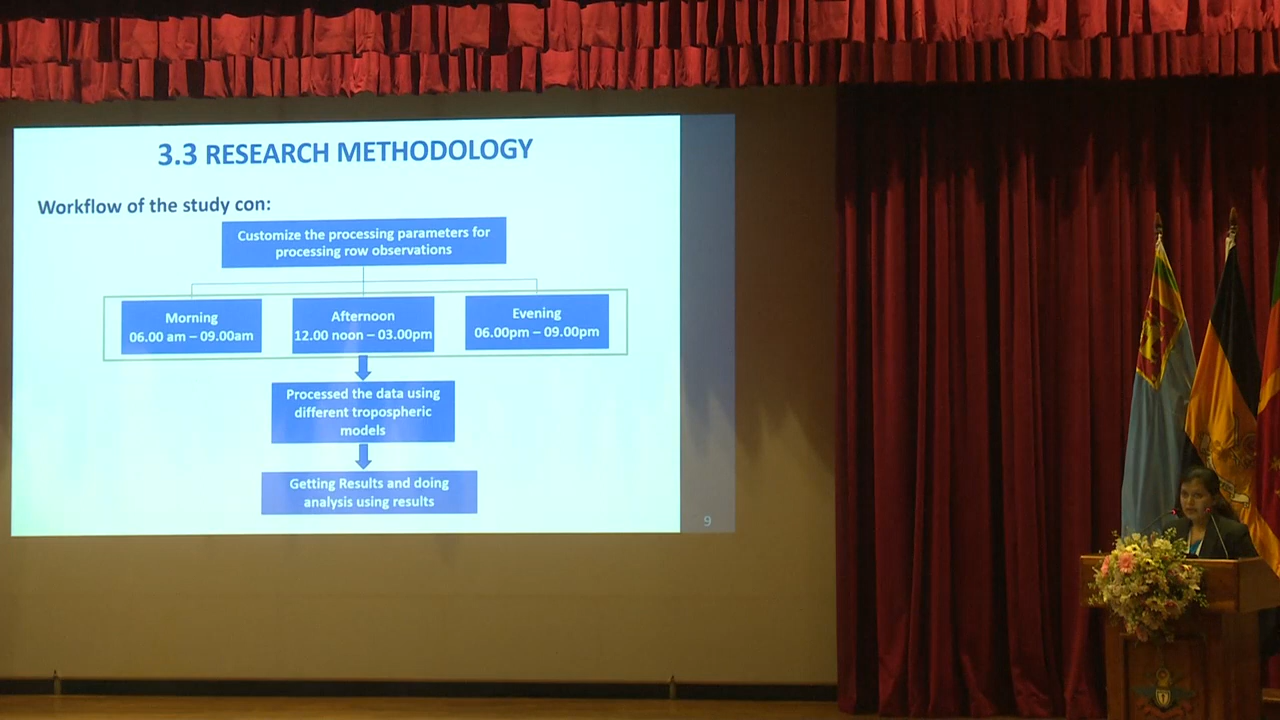 3.3 RESEARCH METHODOLOGY
Workflow of the study con:
Customize the processing parameters for
processing row observations
Morning
06.00 am – 09.00am
Afternoon
12.00 noon – 03.00pm
Evening
06.00pm – 09.00pm
Processed the data using
different tropospheric
models
Getting Results and doing
analysis using results
9